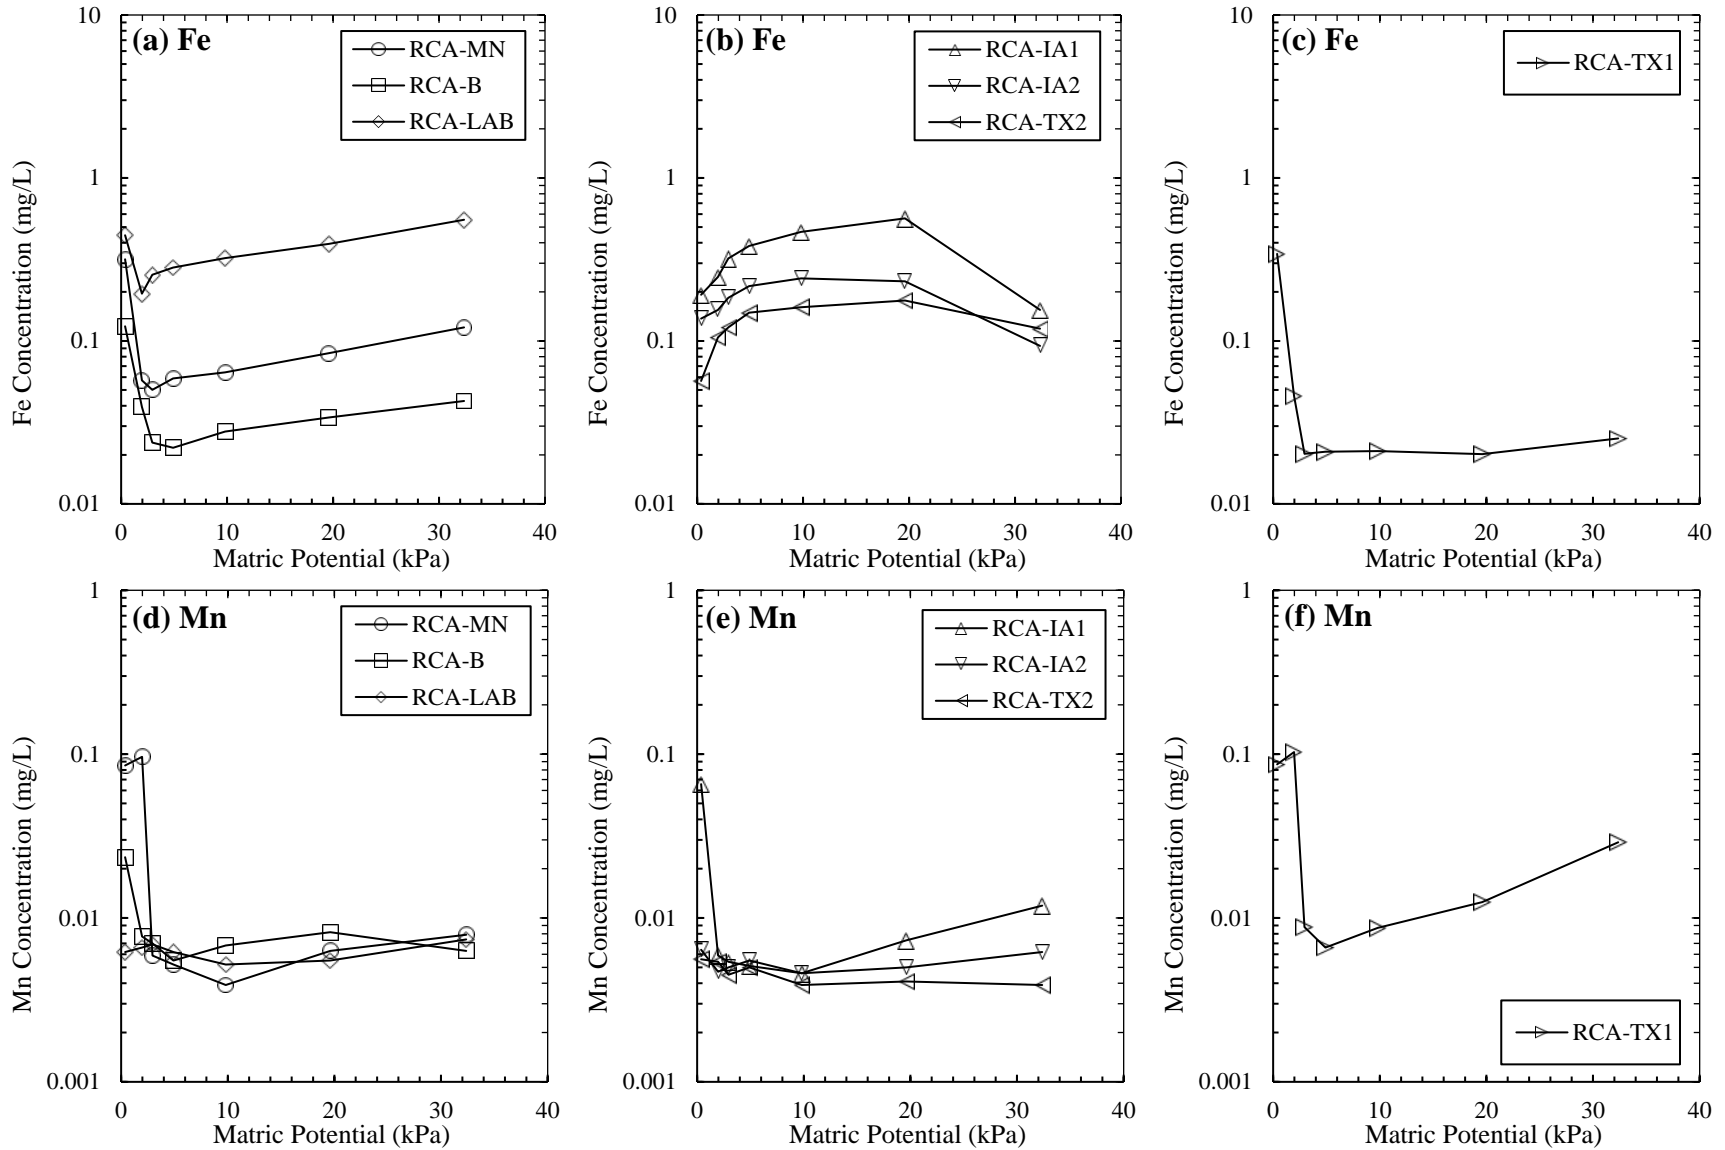 (a) Fe
RCA-MN
RCA-B
RCA-LAB
10
1
0.1
0.01
0 10 20 30 40
Fe Concentration (mg/L)
Matric Potential (kPa)
(b) Fe
RCA-IA1
RCA-IA2
RCA-TX2
10
1
0.1
0.01
0 10 20 30 40
Fe Concentration (mg/L)
Matric Potential (kPa)
(c) Fe
RCA-TX1
10
1
0.1
0.01
0 10 20 30 40
Fe Concentration (mg/L)
Matric Potential (kPa)
(d) Mn
RCA-MN
RCA-B
RCA-LAB
1
0.1
0.01
0.001
0 10 20 30 40
Mn Concentration (mg/L)
Matric Potential (kPa)
(e) Mn
RCA-IA1
RCA-IA2
RCA-TX2
1
0.1
0.01
0.001
0 10 20 30 40
Mn Concentration (mg/L)
Matric Potential (kPa)
(f) Mn
RCA-TX1
1
0.1
0.01
0.001
0 10 20 30 40
Mn Concentration (mg/L)
Matric Potential (kPa)